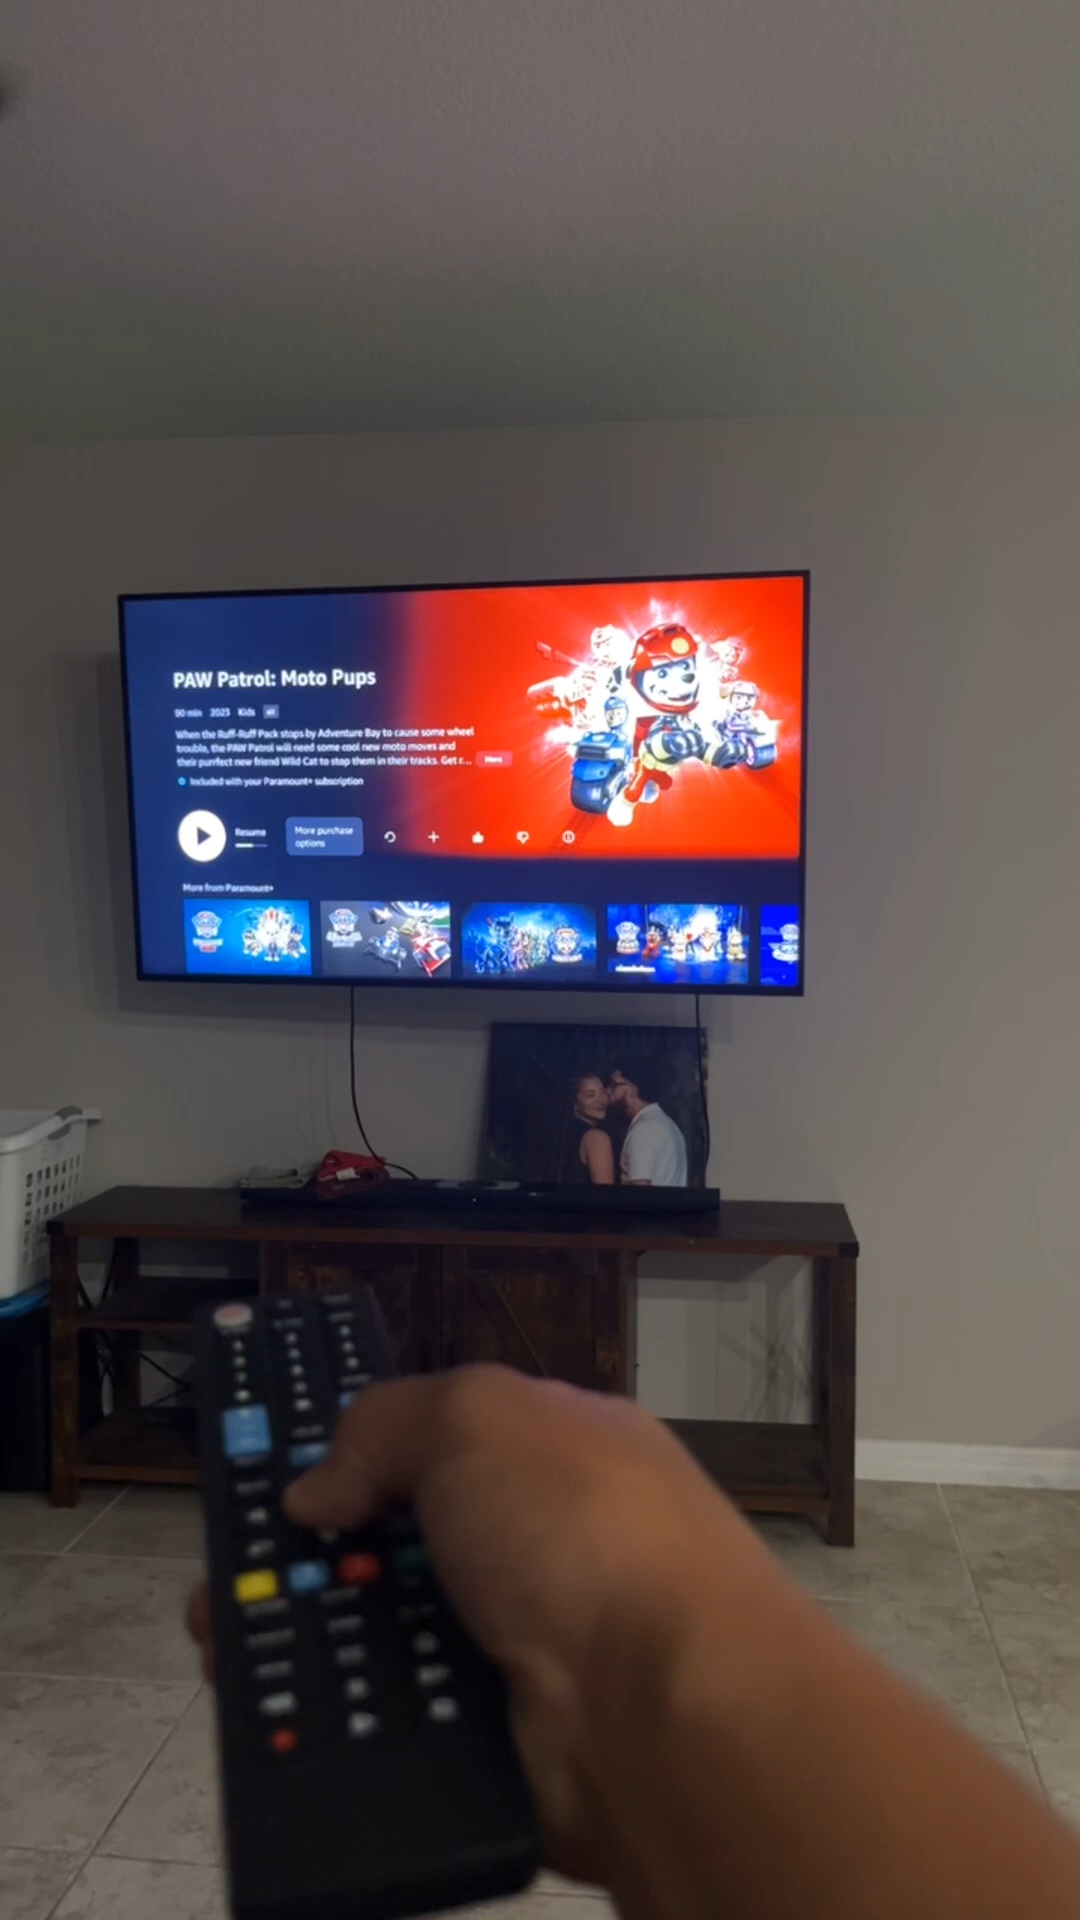 PAW Patrol: Moto Pups
90 min 2023 Kids all
When the Ruff-Ruff Pack stops by Adventure Bay to cause some wheel
trouble, the PAW Patrol will need some cool new moto moves and
their purrfect new friend Wild Cat to stop them in their tracks. Get r... More
Included with your Paramount+ subscription
Resume
More purchase
options
More from Paramount+